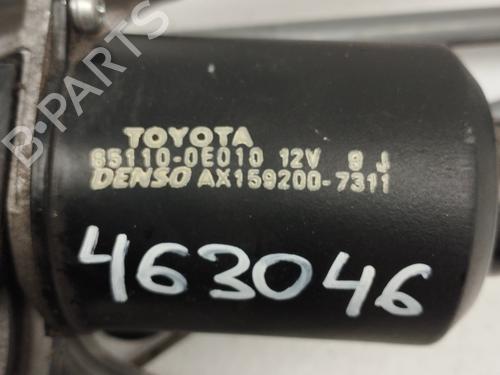 B-PARTS
TOYOTA
85110-0E010 12V 9 J
DENSO AX159200-7311
463046